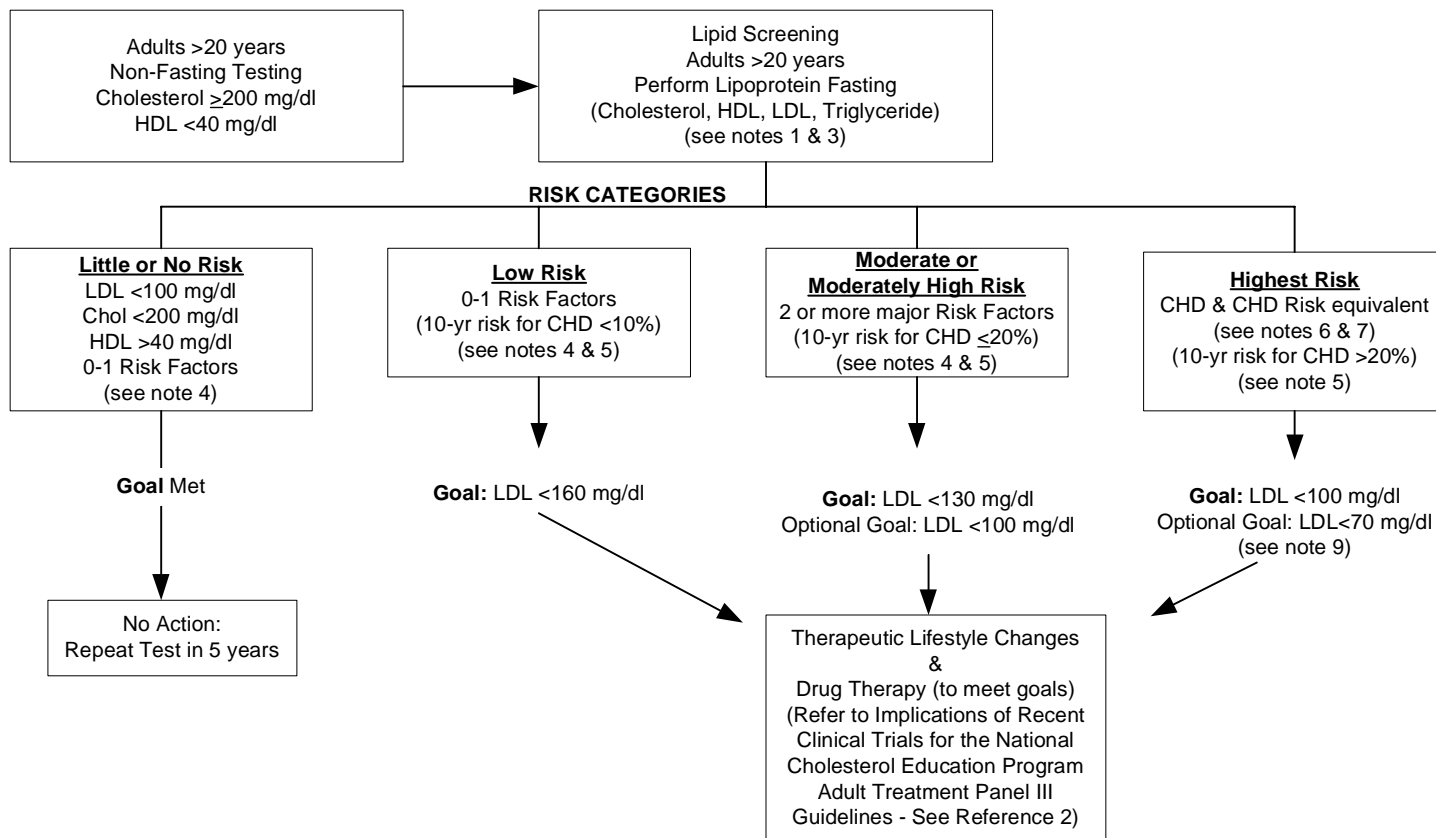 Adults >20 years
Non-Fasting Testing
Cholesterol ≥200 mg/dl
HDL <40 mg/dl
Lipid Screening
Adults >20 years
Perform Lipoprotein Fasting
(Cholesterol, HDL, LDL, Triglyceride)
(see notes 1 & 3)
RISK CATEGORIES
Little or No Risk
LDL <100 mg/dl
Chol <200 mg/dl
HDL >40 mg/dl
0-1 Risk Factors
(see note 4)
Low Risk
0-1 Risk Factors
(10-yr risk for CHD <10%)
(see notes 4 & 5)
Moderate or
Moderately High Risk
2 or more major Risk Factors
(10-yr risk for CHD ≤20%)
(see notes 4 & 5)
Highest Risk
CHD & CHD Risk equivalent
(see notes 6 & 7)
(10-yr risk for CHD >20%)
(see note 5)
Goal Met
Goal: LDL <160 mg/dl
Goal: LDL <130 mg/dl
Optional Goal: LDL <100 mg/dl
Goal: LDL <100 mg/dl
Optional Goal: LDL<70 mg/dl
(see note 9)
No Action:
Repeat Test in 5 years
Therapeutic Lifestyle Changes
&
Drug Therapy (to meet goals)
(Refer to Implications of Recent
Clinical Trials for the National
Cholesterol Education Program
Adult Treatment Panel III
Guidelines - See Reference 2)